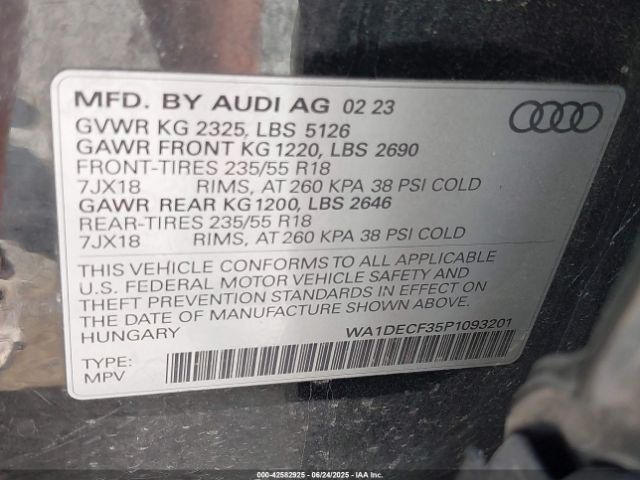 MFD. BY AUDI AG 02 23
GVWR KG 2325, LBS 5126
GAWR FRONT KG 1220, LBS 2690
FRONT-TIRES 235/55 R18
7JX18 RIMS, AT 260 KPA 38 PSI COLD
GAWR REAR KG 1200, LBS 2646
REAR-TIRES 235/55 R18
7JX18 RIMS, AT 260 KPA 38 PSI COLD
THIS VEHICLE CONFORMS TO ALL APPLICABLE
U.S. FEDERAL MOTOR VEHICLE SAFETY AND
THEFT PREVENTION STANDARDS IN EFFECT ON
THE DATE OF MANUFACTURE SHOWN ABOVE.
HUNGARY WA1DECF35P1093201
TYPE:
MPV
000-42582925 - 06/24/2025 - IAA Inc.